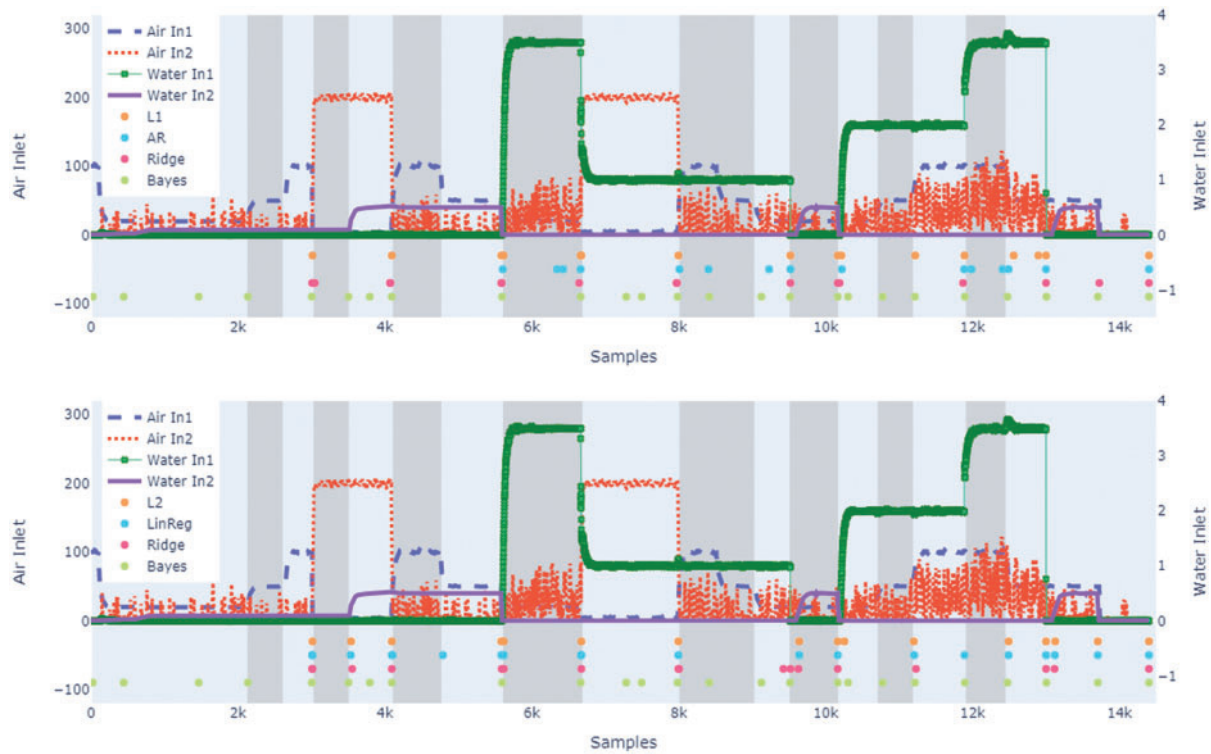 300
200
100
0
−100
Air Inlet
Air In1
Air In2
Water In1
Water In2
L1
AR
Ridge
Bayes
4
3
2
1
0
−1
Water Inlet
0 2k 4k 6k 8k 10k 12k 14k
Samples
300
200
100
0
−100
Air Inlet
Air In1
Air In2
Water In1
Water In2
L2
LinReg
Ridge
Bayes
4
3
2
1
0
−1
Water Inlet
0 2k 4k 6k 8k 10k 12k 14k
Samples